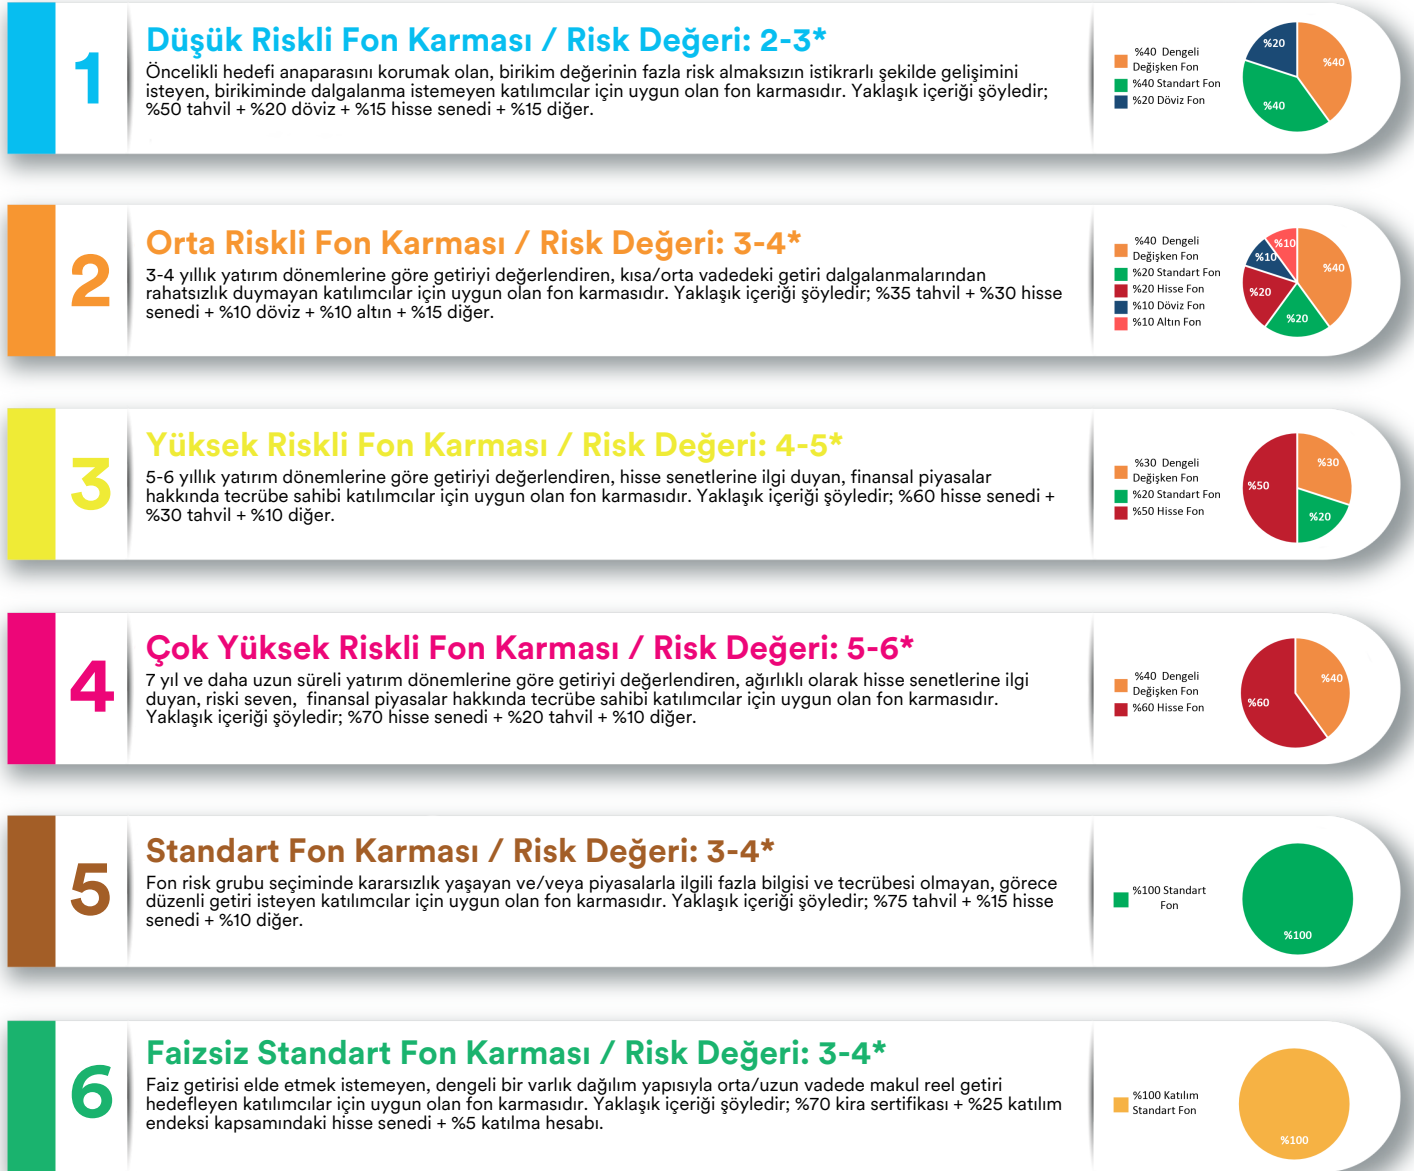 1
Düşük Riskli Fon Karması / Risk Değeri: 2-3*
Öncelikli hedefi anaparasını korumak olan, birikim değerinin fazla risk almaksızın istikrarlı şekilde gelişimini
isteyen, birikiminde dalgalanma istemeyen katılımcılar için uygun olan fon karmasıdır. Yaklaşık içeriği şöyledir;
%50 tahvil + %20 döviz + %15 hisse senedi + %15 diğer.
%40 Dengeli
Değişken Fon
%40 Standart Fon
%20 Döviz Fon
%20
%40
%40
2
Orta Riskli Fon Karması / Risk Değeri: 3-4*
3-4 yıllık yatırım dönemlerine göre getiriyi değerlendiren, kısa/orta vadedeki getiri dalgalanmalarından
rahatsızlık duymayan katılımcılar için uygun olan fon karmasıdır. Yaklaşık içeriği şöyledir; %35 tahvil + %30 hisse
senedi + %10 döviz + %10 altın + %15 diğer.
%40 Dengeli
Değişken Fon
%20 Standart Fon
%20 Hisse Fon
%10 Döviz Fon
%10 Altın Fon
%10
%10
%40
%20
%20
3
Yüksek Riskli Fon Karması / Risk Değeri: 4-5*
5-6 yıllık yatırım dönemlerine göre getiriyi değerlendiren, hisse senetlerine ilgi duyan, finansal piyasalar
hakkında tecrübe sahibi katılımcılar için uygun olan fon karmasıdır. Yaklaşık içeriği şöyledir; %60 hisse senedi +
%30 tahvil + %10 diğer.
%30 Dengeli
Değişken Fon
%20 Standart Fon
%50 Hisse Fon
%30
%50
%20
4
Çok Yüksek Riskli Fon Karması / Risk Değeri: 5-6*
7 yıl ve daha uzun süreli yatırım dönemlerine göre getiriyi değerlendiren, ağırlıklı olarak hisse senetlerine ilgi
duyan, riski seven, finansal piyasalar hakkında tecrübe sahibi katılımcılar için uygun olan fon karmasıdır.
Yaklaşık içeriği şöyledir; %70 hisse senedi + %20 tahvil + %10 diğer.
%40 Dengeli
Değişken Fon
%60 Hisse Fon
%40
%60
5
Standart Fon Karması / Risk Değeri: 3-4*
Fon risk grubu seçiminde kararsızlık yaşayan ve/veya piyasalarla ilgili fazla bilgisi ve tecrübesi olmayan, görece
düzenli getiri isteyen katılımcılar için uygun olan fon karmasıdır. Yaklaşık içeriği şöyledir; %75 tahvil + %15 hisse
senedi + %10 diğer.
%100 Standart
Fon
%100
6
Faizsiz Standart Fon Karması / Risk Değeri: 3-4*
Faiz getirisi elde etmek istemeyen, dengeli bir varlık dağılım yapısıyla orta/uzun vadede makul reel getiri
hedefleyen katılımcılar için uygun olan fon karmasıdır. Yaklaşık içeriği şöyledir; %70 kira sertifikası + %25 katılım
endeksi kapsamındaki hisse senedi + %5 katılma hesabı.
%100 Katılım
Standart Fon
%100